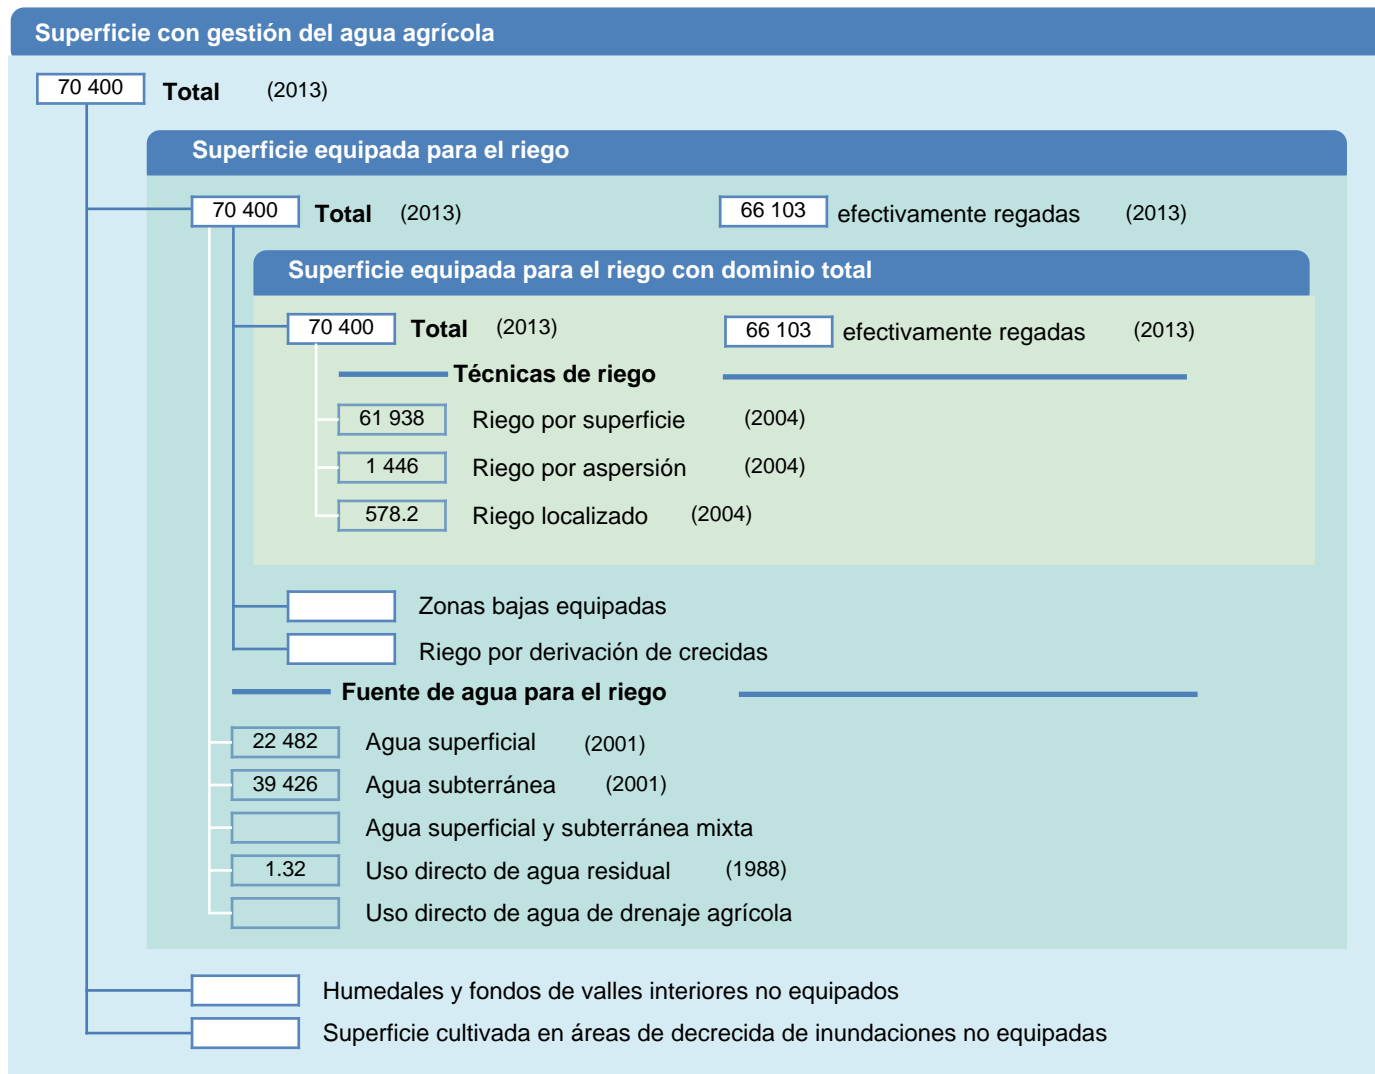 Superficie con gestión del agua agrícola
70 400 Total (2013)
Superficie equipada para el riego
70 400 Total (2013) 66 103 efectivamente regadas (2013)
Superficie equipada para el riego con dominio total
70 400 Total (2013) 66 103 efectivamente regadas (2013)
Técnicas de riego
61 938 Riego por superficie (2004)
1 446 Riego por aspersión (2004)
578.2 Riego localizado (2004)
Zonas bajas equipadas
Riego por derivación de crecidas
Fuente de agua para el riego
22 482 Agua superficial (2001)
39 426 Agua subterránea (2001)
Agua superficial y subterránea mixta
1.32 Uso directo de agua residual (1988)
Uso directo de agua de drenaje agrícola
Humedales y fondos de valles interiores no equipados
Superficie cultivada en áreas de decrecida de inundaciones no equipadas